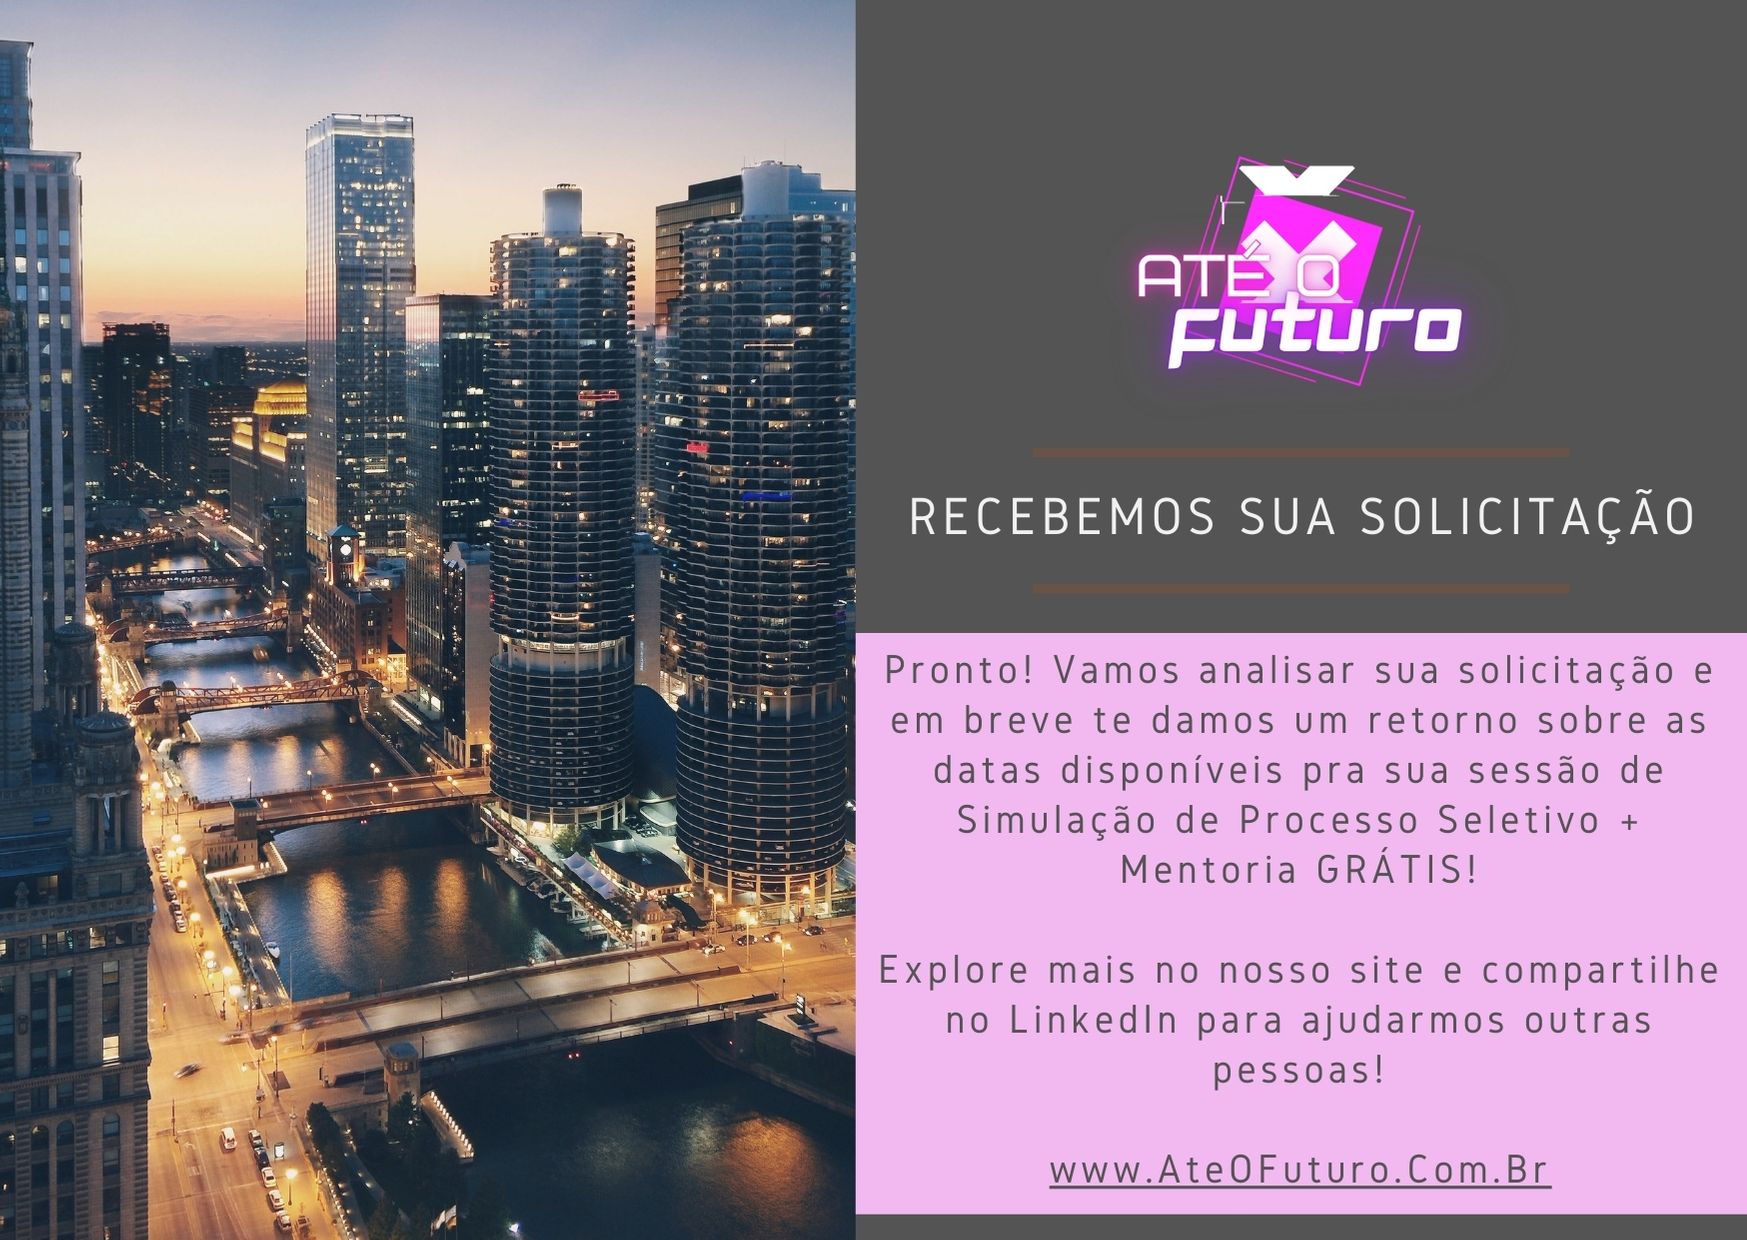 ATÉ O
FUTURO
RECEBEMOS SUA SOLICITAÇÃO
Pronto! Vamos analisar sua solicitação e
em breve te damos um retorno sobre as
datas disponíveis pra sua sessão de
Simulação de Processo Seletivo +
Mentoria GRÁTIS!
Explore mais no nosso site e compartilhe
no LinkedIn para ajudarmos outras
pessoas!
www.AteOFuturo.Com.Br